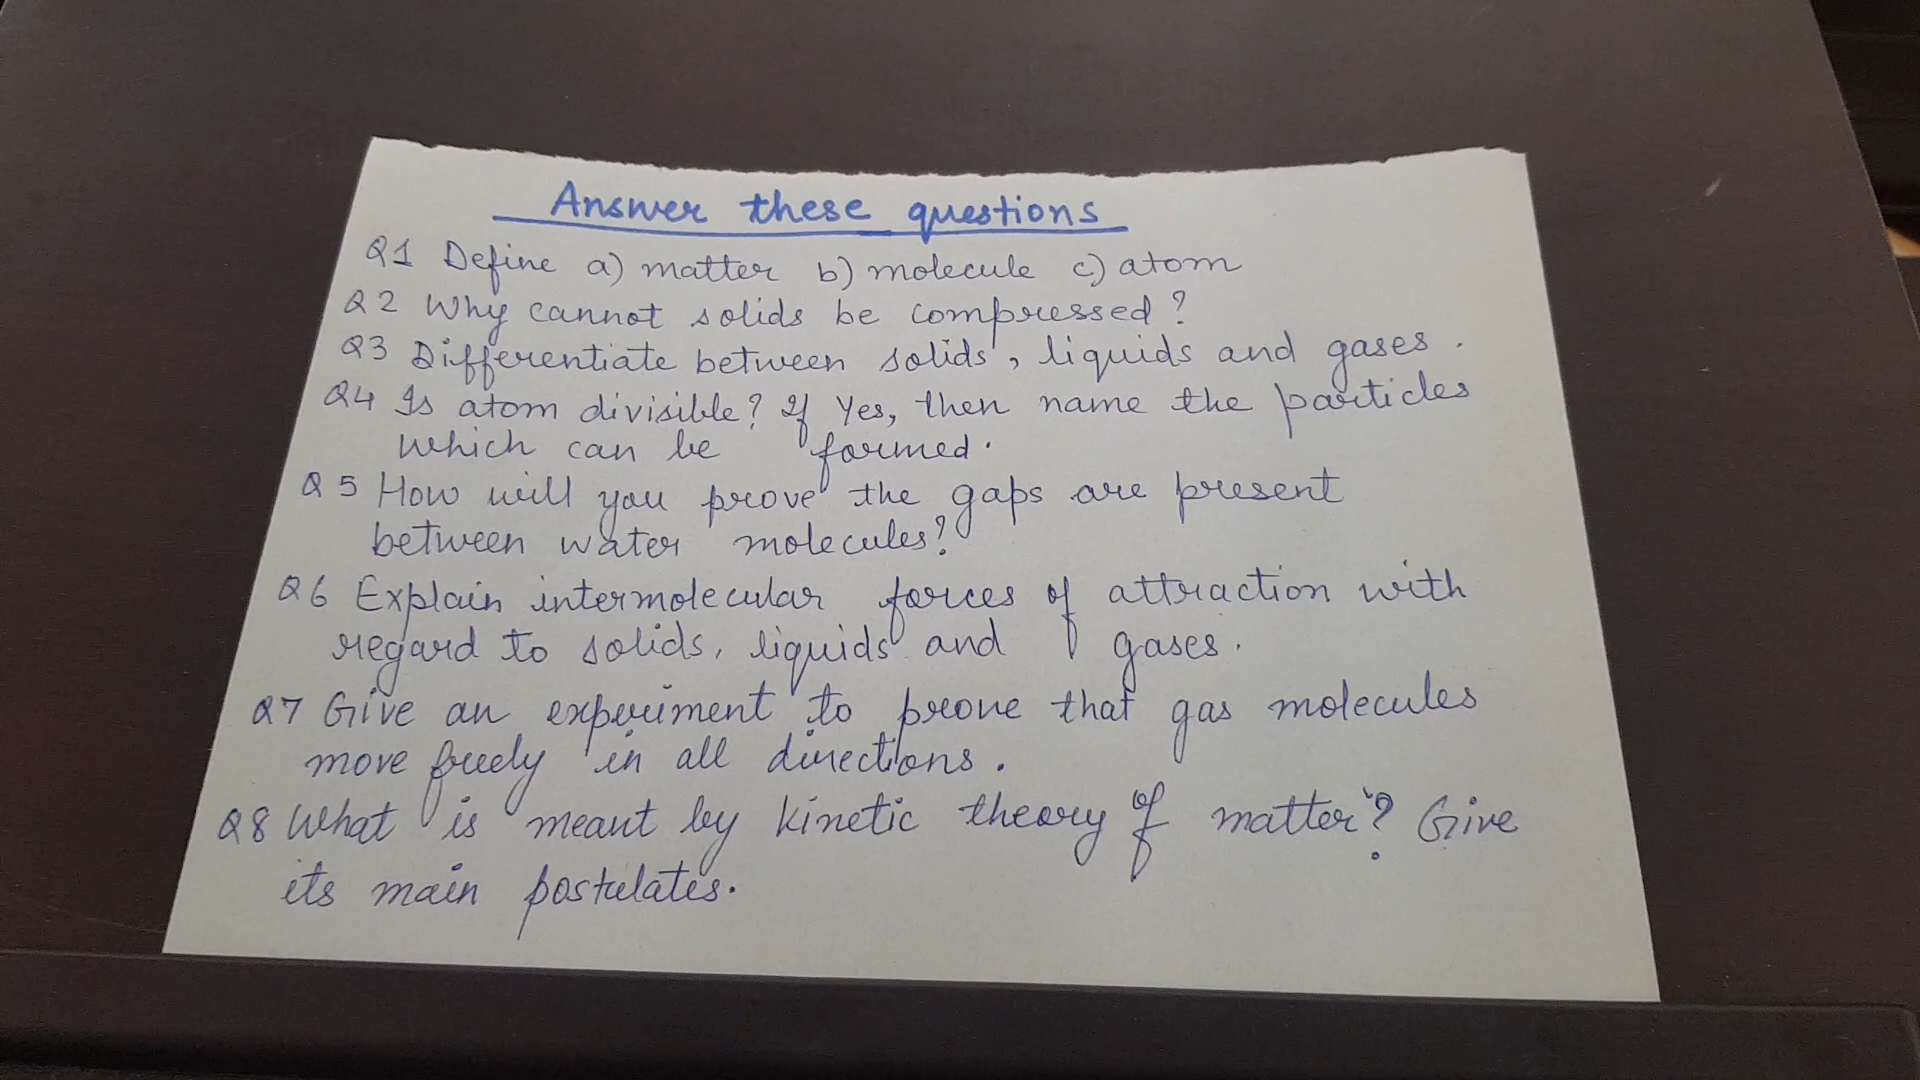 Answer these questions
Q1 Define a) matter b) molecule c) atom
Q2 Why cannot solids be compressed?
Q3 Differentiate between solids, liquids and gases.
Q4 Is atom divisible? If Yes, then name the particles
which can be formed.
Q5 How will you prove the gaps are present
between water molecules?
Q6 Explain intermolecular forces of attraction with
regard to solids, liquids and gases.
Q7 Give an experiment to prove that gas molecules
move freely in all directions.
Q8 What is meant by kinetic theory of matter? Give
its main postulates.